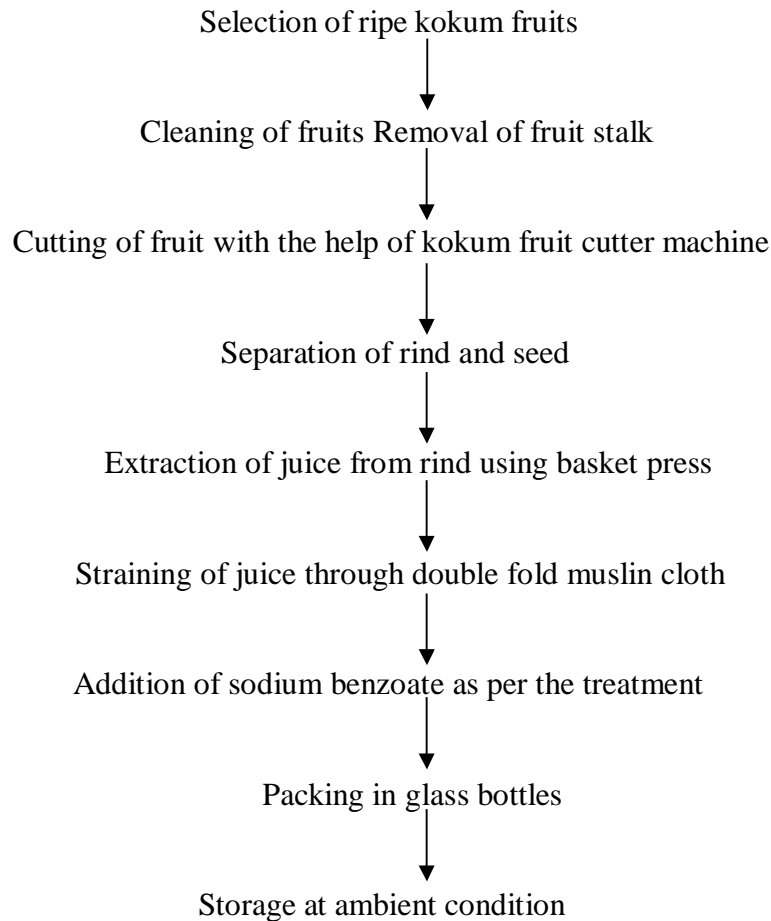 Selection of ripe kokum fruits
Cleaning of fruits Removal of fruit stalk
Cutting of fruit with the help of kokum fruit cutter machine
Separation of rind and seed
Extraction of juice from rind using basket press
Straining of juice through double fold muslin cloth
Addition of sodium benzoate as per the treatment
Packing in glass bottles
Storage at ambient condition